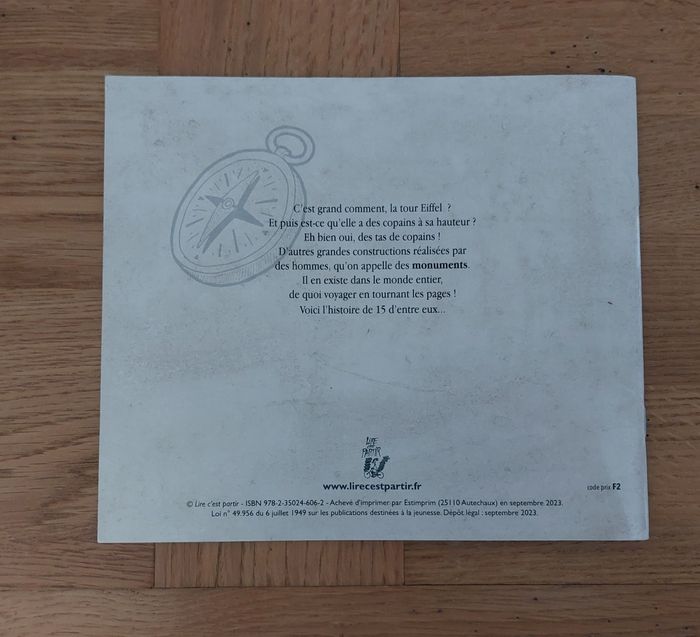 C'est grand comment, la tour Eiffel ?
Et puis est-ce qu'elle a des copains à sa hauteur ?
Eh bien oui, des tas de copains !
D'autres grandes constructions réalisées par
des hommes, qu'on appelle des monuments.
Il en existe dans le monde entier,
de quoi voyager en tournant les pages !
Voici l'histoire de 15 d'entre eux...
LIRE
C'EST
PARTIR
www.lirecestpartir.fr
code prix F2
© Lire c'est partir - ISBN 978-2-35024-606-2 - Achevé d'imprimer par Estimprim (25110 Autechaux) en septembre 2023.
Loi n° 49.956 du 6 juillet 1949 sur les publications destinées à la jeunesse. Dépôt légal : septembre 2023.